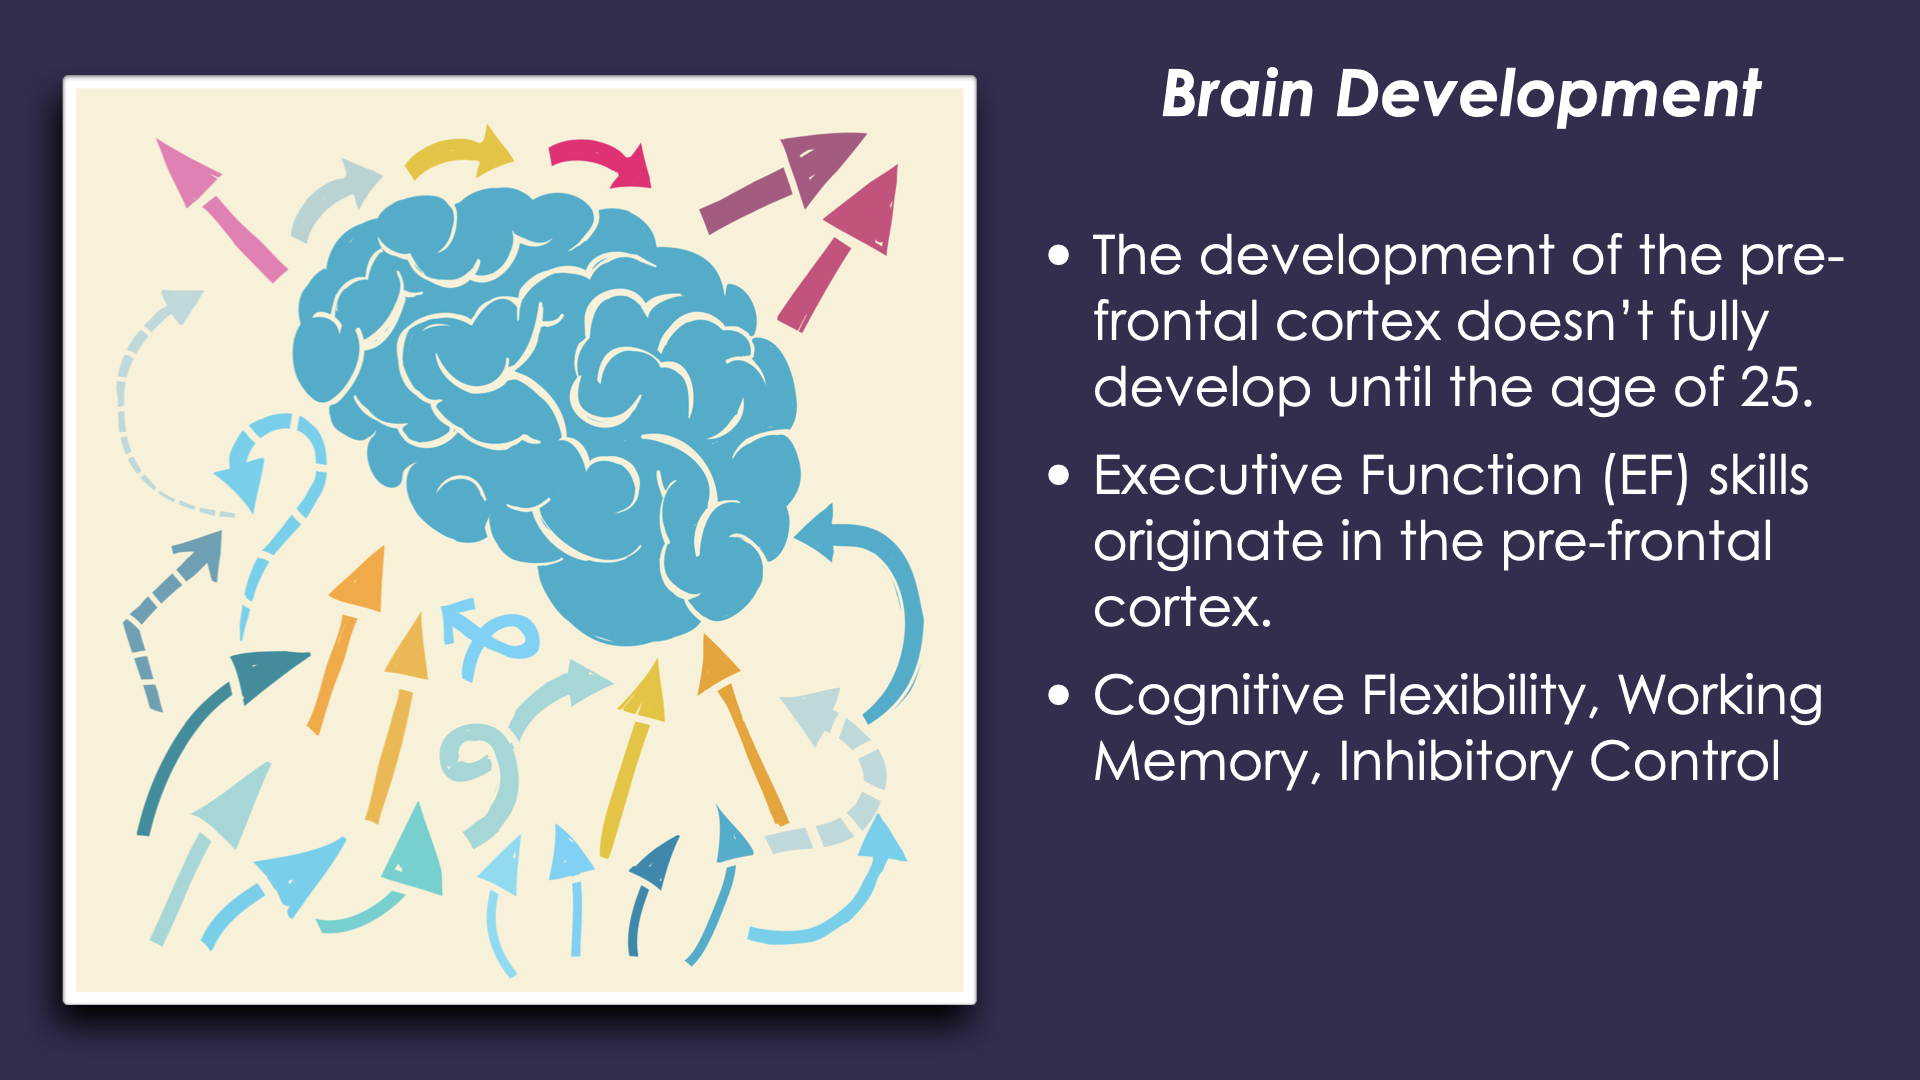 Brain Development
• The development of the pre-
frontal cortex doesn’t fully
develop until the age of 25.
• Executive Function (EF) skills
originate in the pre-frontal
cortex.
• Cognitive Flexibility, Working
Memory, Inhibitory Control